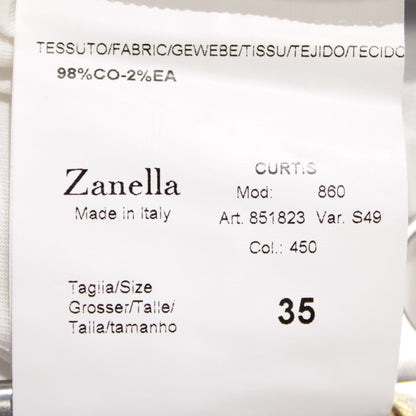 TESSUTO/FABRIC/GEWEBE/TISSU/TEJIDO/TECIDO
98%CO-2%EA
Zanella
Made in Italy
CURTIS
Mod: 860
Art. 851823 Var. S49
Col.: 450
Taglia/Size
Grosser/Talle/
Talla/tamanho
35